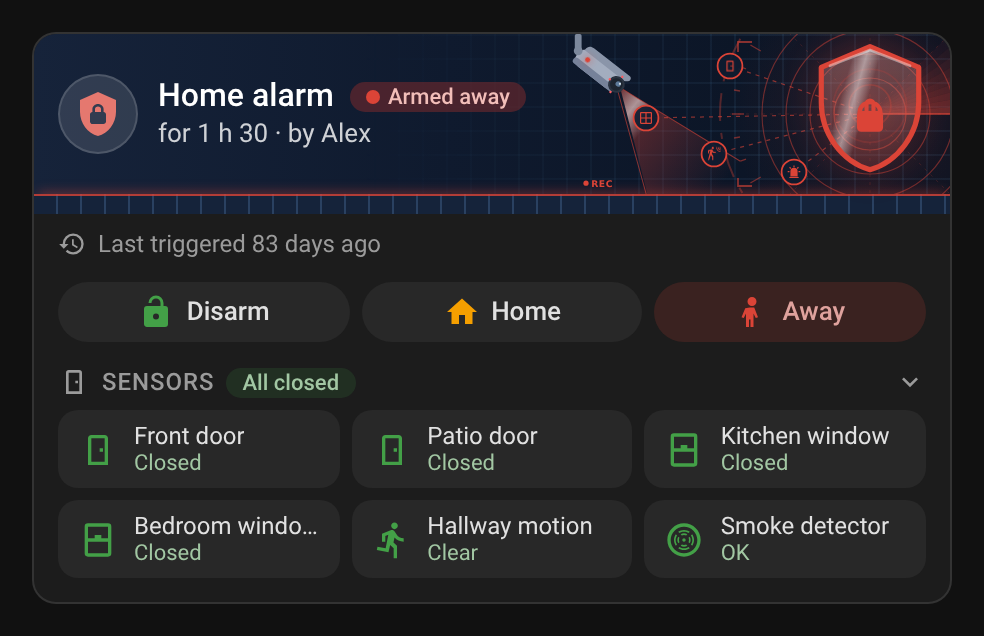 Home alarm
Armed away
for 1 h 30 · by Alex
REC
Last triggered 83 days ago
Disarm
Home
Away
SENSORS
All closed
Front door
Closed
Patio door
Closed
Kitchen window
Closed
Bedroom windo...
Closed
Hallway motion
Clear
Smoke detector
OK